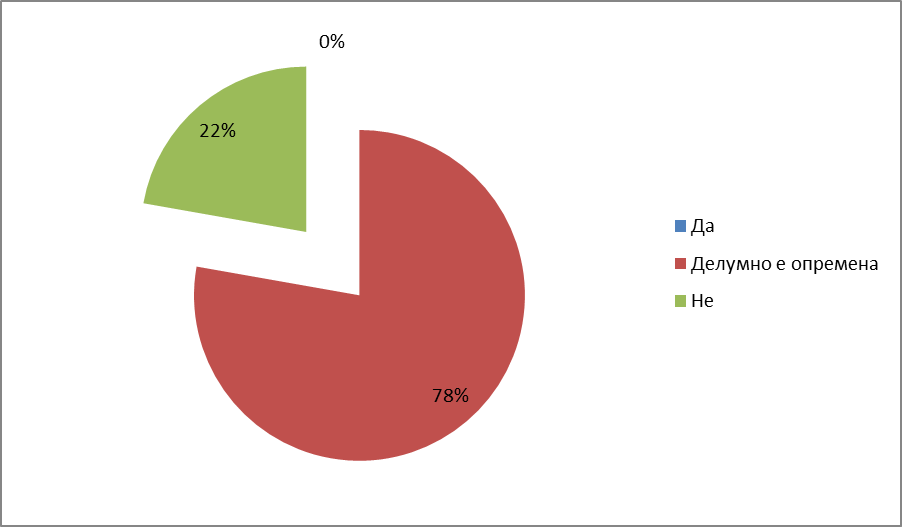 0%
22%
78%
Да
Делумно е опремена
Не